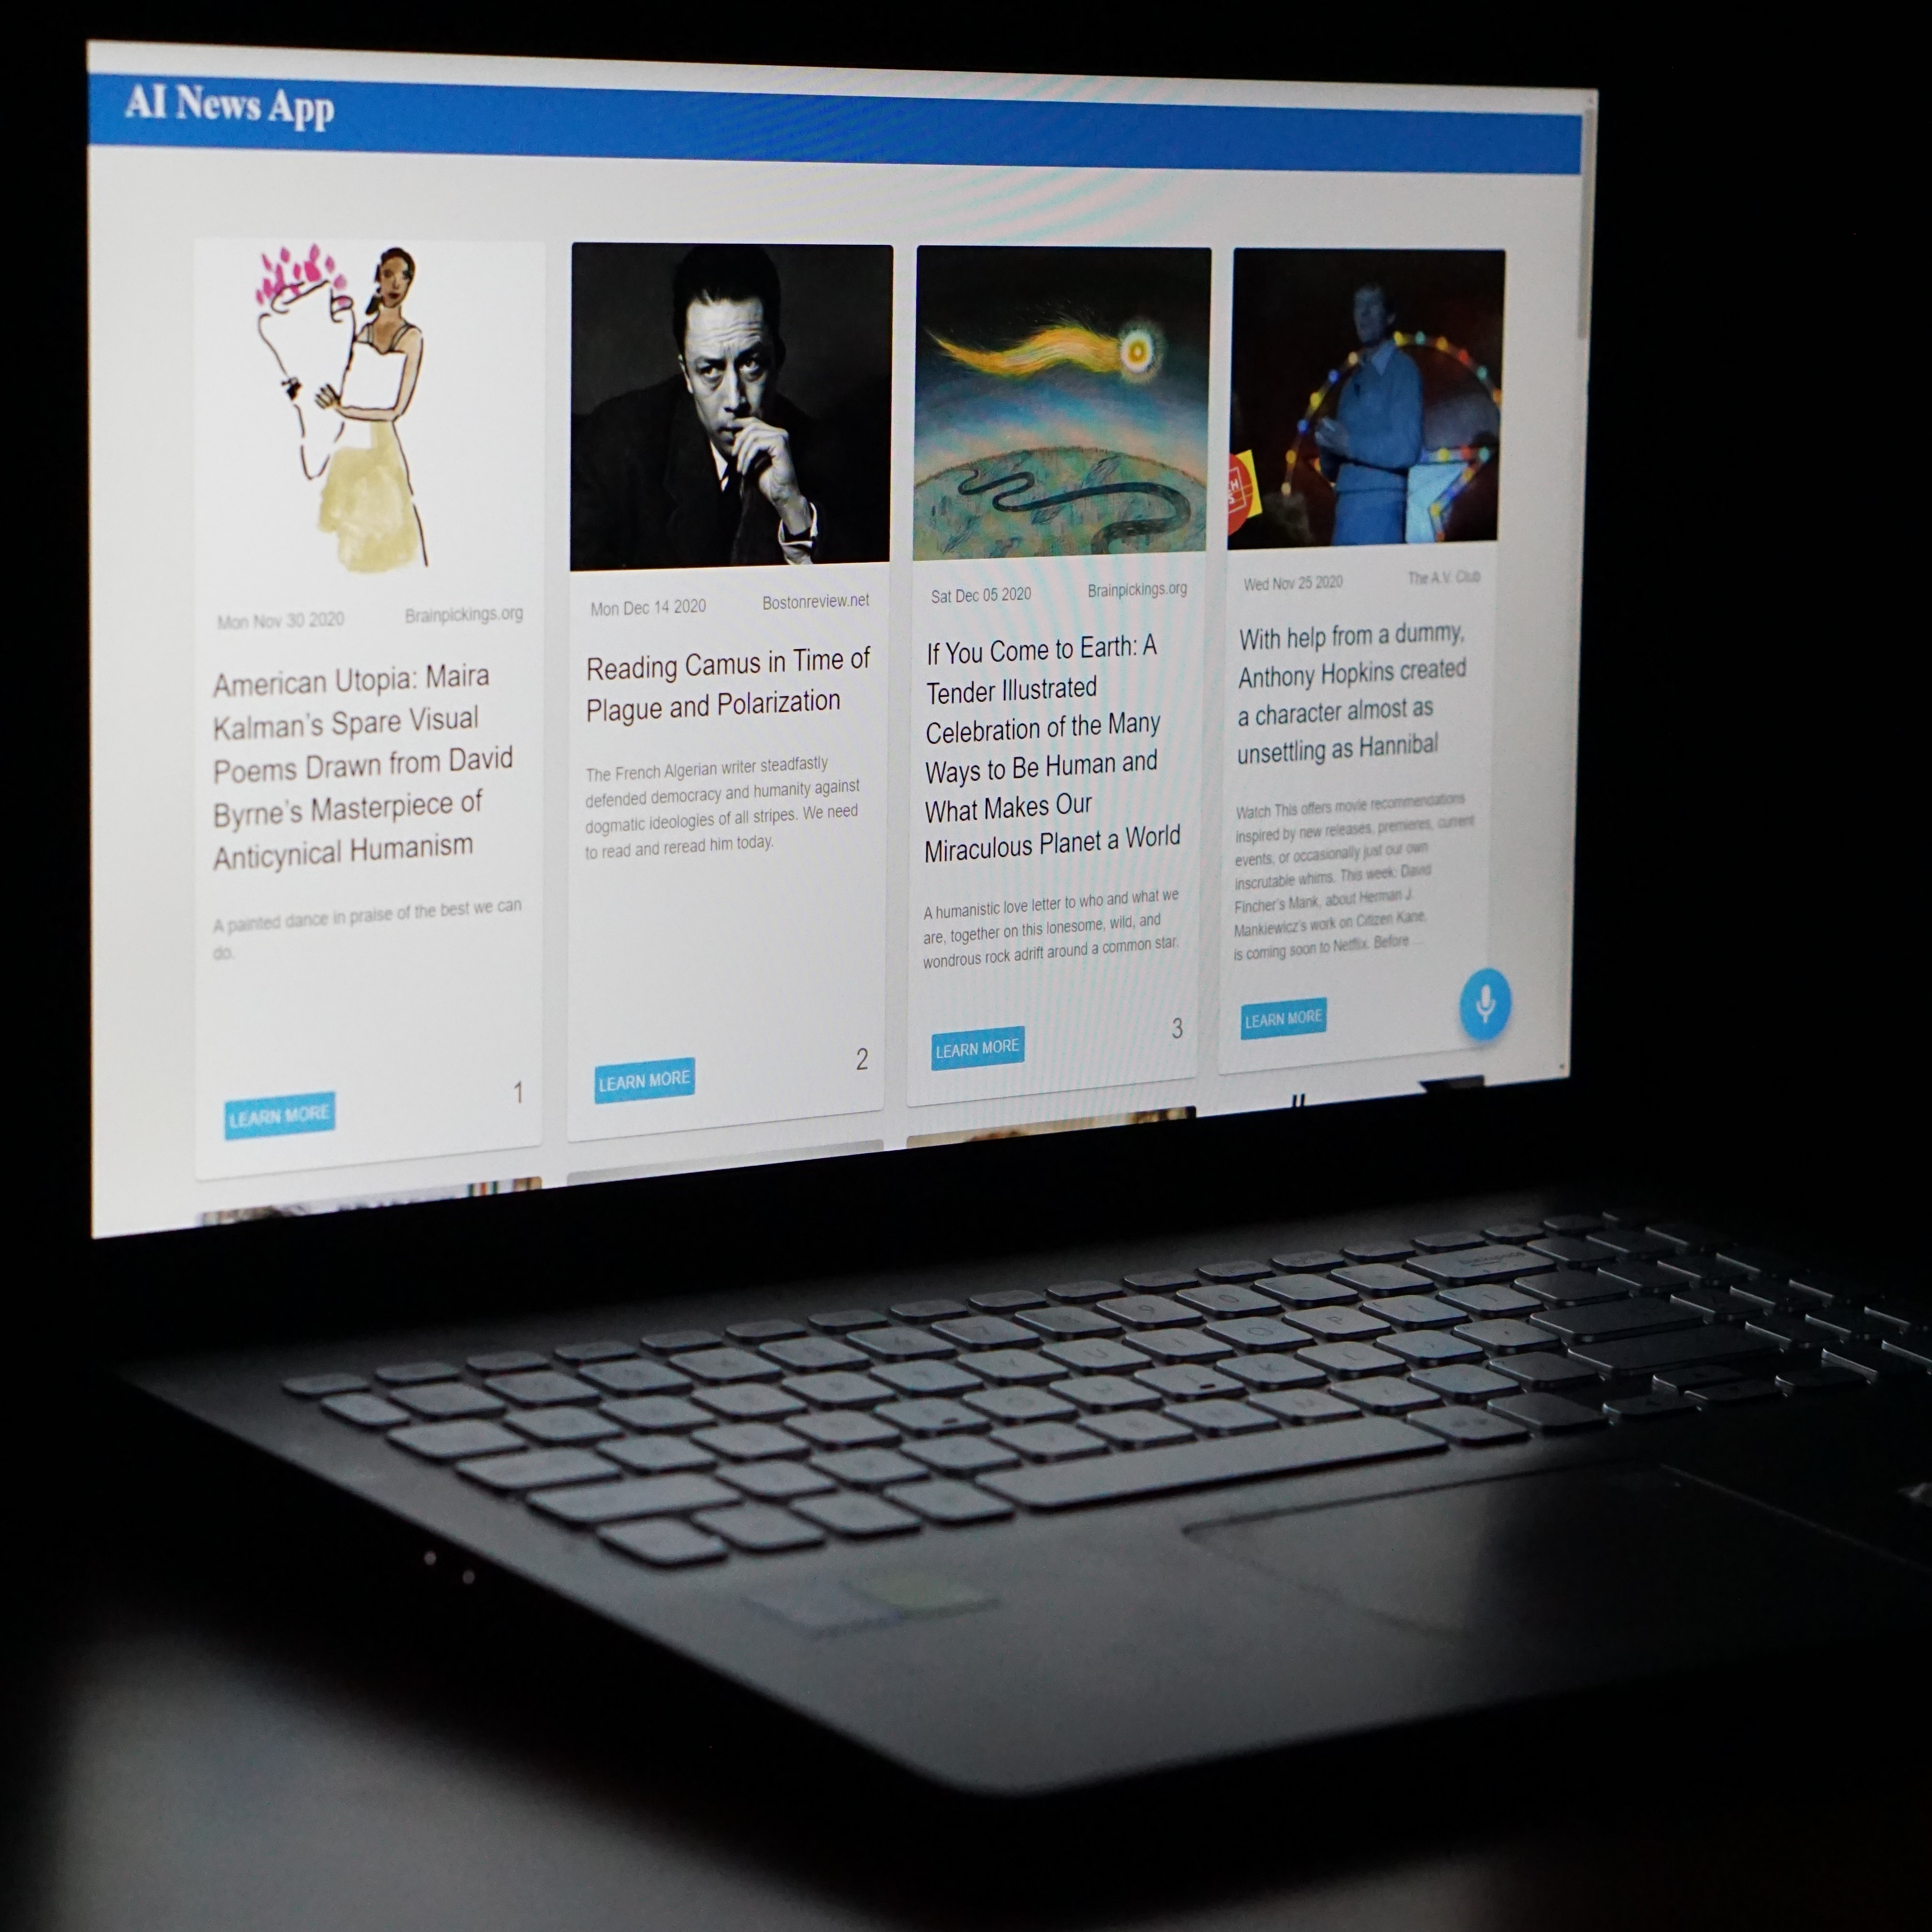 AI News App
Mon Nov 30 2020 Brainpickings.org
American Utopia: Maira
Kalman's Spare Visual
Poems Drawn from David
Byrne's Masterpiece of
Anticynical Humanism
A painted dance in praise of the best we can
do.
LEARN MORE
1
Mon Dec 14 2020 Bostonreview.net
Reading Camus in Time of
Plague and Polarization
The French Algerian writer steadfastly
defended democracy and humanity against
dogmatic ideologies of all stripes. We need
to read and reread him today.
LEARN MORE
2
Sat Dec 05 2020 Brainpickings.org
If You Come to Earth: A
Tender Illustrated
Celebration of the Many
Ways to Be Human and
What Makes Our
Miraculous Planet a World
A humanistic love letter to who and what we
are, together on this lonesome, wild, and
wondrous rock adrift around a common star.
LEARN MORE
3
Wed Nov 25 2020 The A.V. Club
With help from a dummy,
Anthony Hopkins created
a character almost as
unsettling as Hannibal
Watch This offers movie recommendations
inspired by new releases, premieres, current
events, or occasionally just our own
inscrutable whims. This week: David
Fincher's Mank, about Herman J.
Mankiewicz's work on Citizen Kane,
is coming soon to Netflix. Before ...
LEARN MORE